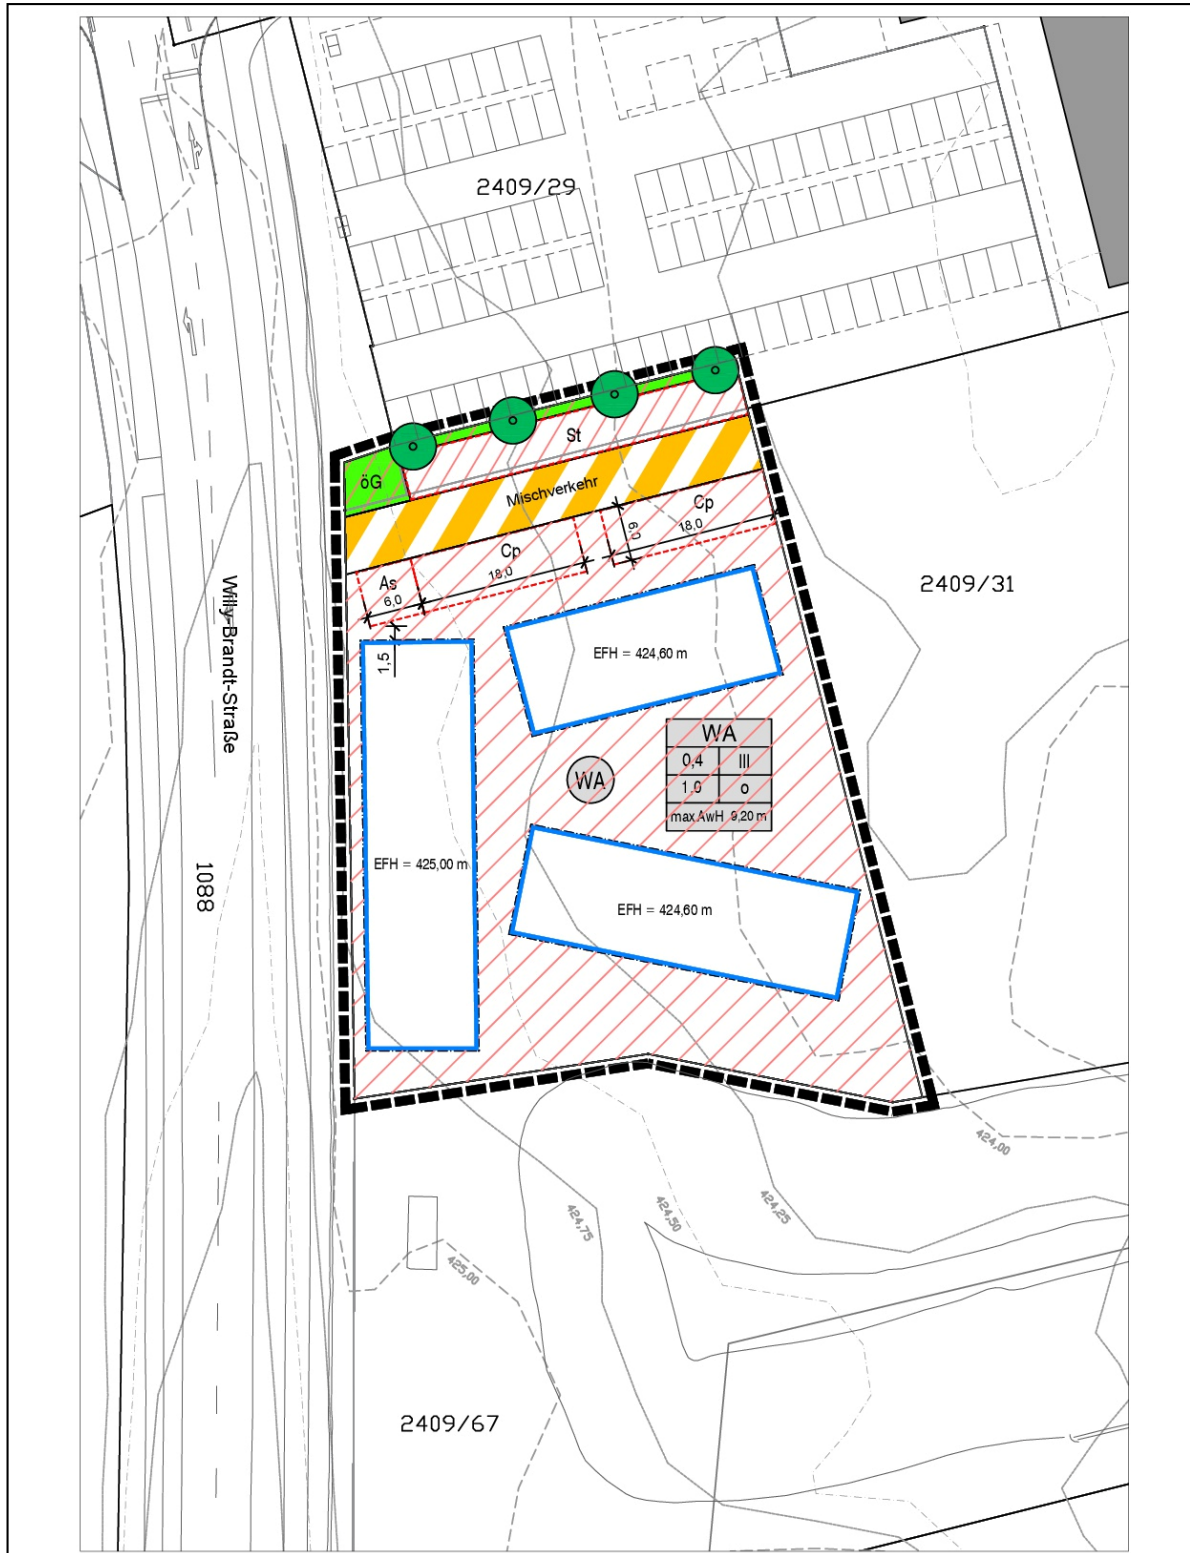 2409/29
St
öG
Mischverkehr
Cp
6,0
18,0
Cp
18,0
As
6,0
2409/31
Willy-Brandt-Straße
1,5
EFH = 424,60 m
WA
0,4
III
1,0
o
max.AwH 9,20 m
WA
EFH = 425,00 m
1088
EFH = 424,60 m
424,00
424,25
424,50
424,75
425,00
2409/67